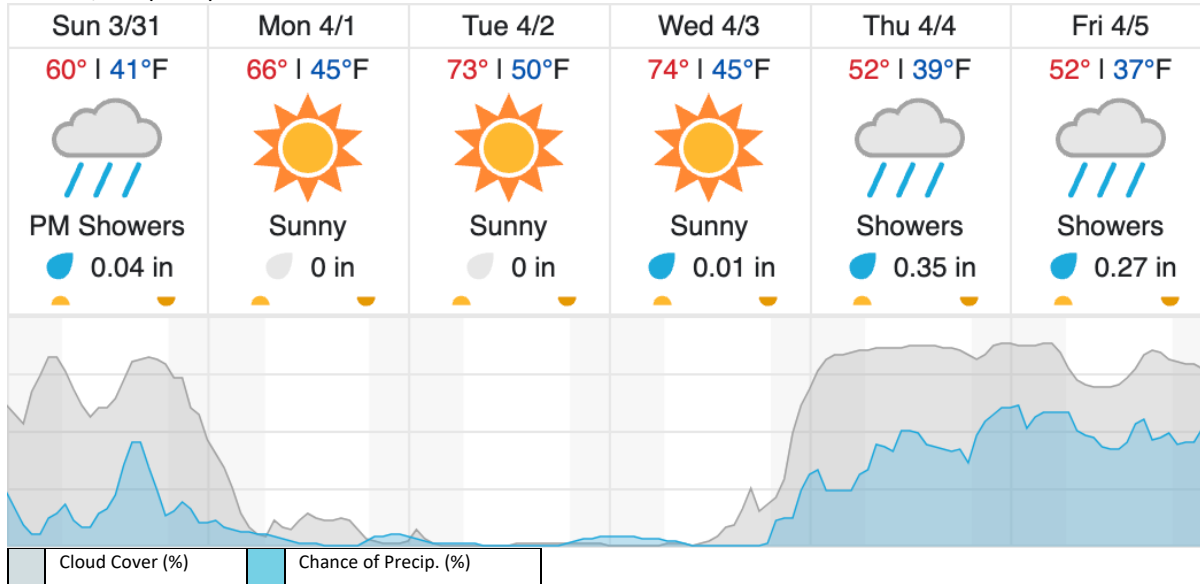 Sun 3/31 Mon 4/1 Tue 4/2 Wed 4/3 Thu 4/4 Fri 4/5
60° | 41°F 66° | 45°F 73° | 50°F 74° | 45°F 52° | 39°F 52° | 37°F
PM Showers Sunny Sunny Sunny Showers Showers
0.04 in 0 in 0 in 0.01 in 0.35 in 0.27 in
Cloud Cover (%) Chance of Precip. (%)